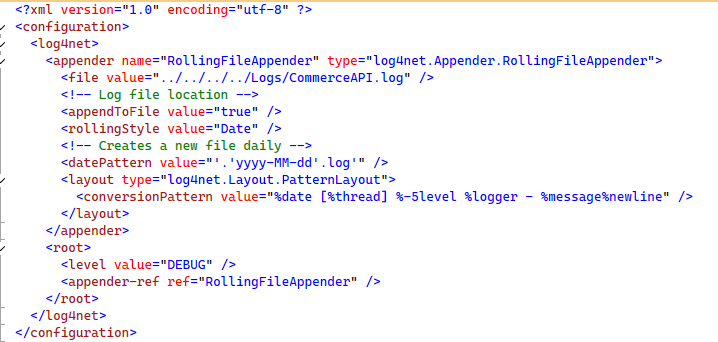 <?xml version="1.0" encoding="utf-8" ?>
<configuration>
  <log4net>
    <appender name="RollingFileAppender" type="log4net.Appender.RollingFileAppender">
      <file value="../../../../Logs/CommerceAPI.log" />
      <!-- Log file location -->
      <appendToFile value="true" />
      <rollingStyle value="Date" />
      <!-- Creates a new file daily -->
      <datePattern value="'.'yyyy-MM-dd'.log'" />
      <layout type="log4net.Layout.PatternLayout">
        <conversionPattern value="%date [%thread] %-5level %logger - %message%newline" />
      </layout>
    </appender>
    <root>
      <level value="DEBUG" />
      <appender-ref ref="RollingFileAppender" />
    </root>
  </log4net>
</configuration>